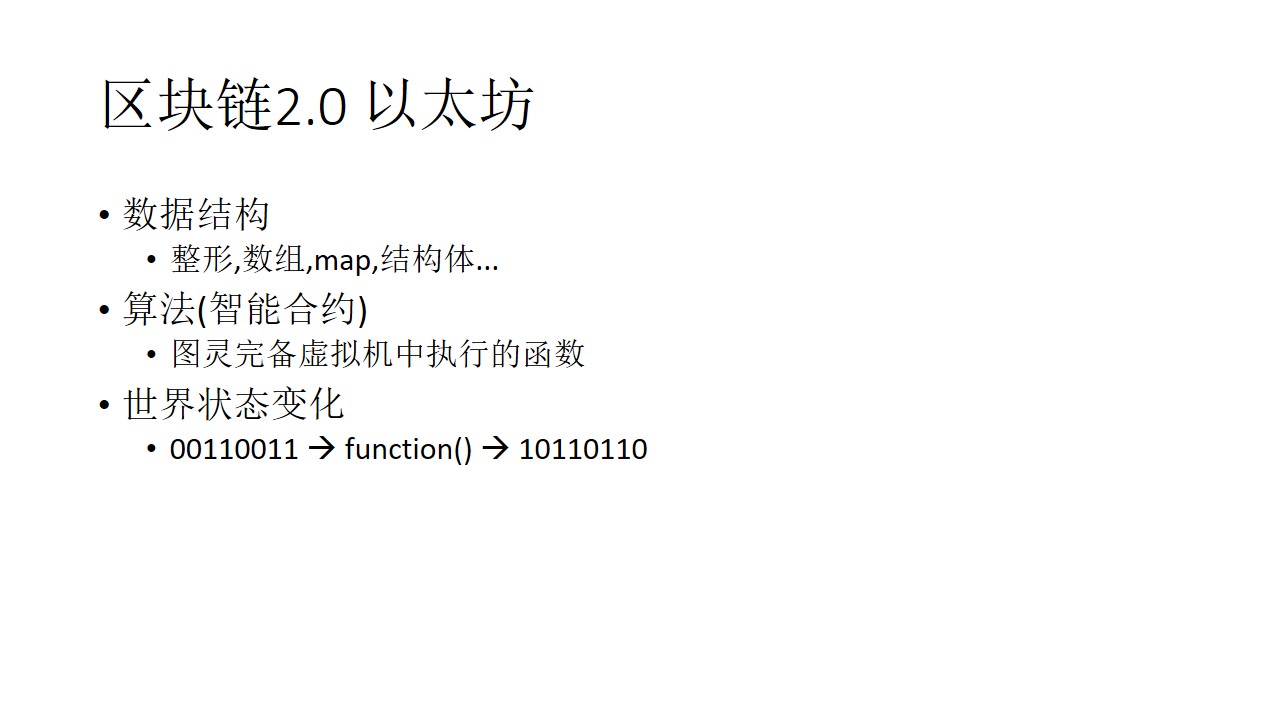 区块链2.0 以太坊
• 数据结构
• 整形,数组,map,结构体...
• 算法(智能合约)
• 图灵完备虚拟机中执行的函数
• 世界状态变化
• 00110011 → function() → 10110110